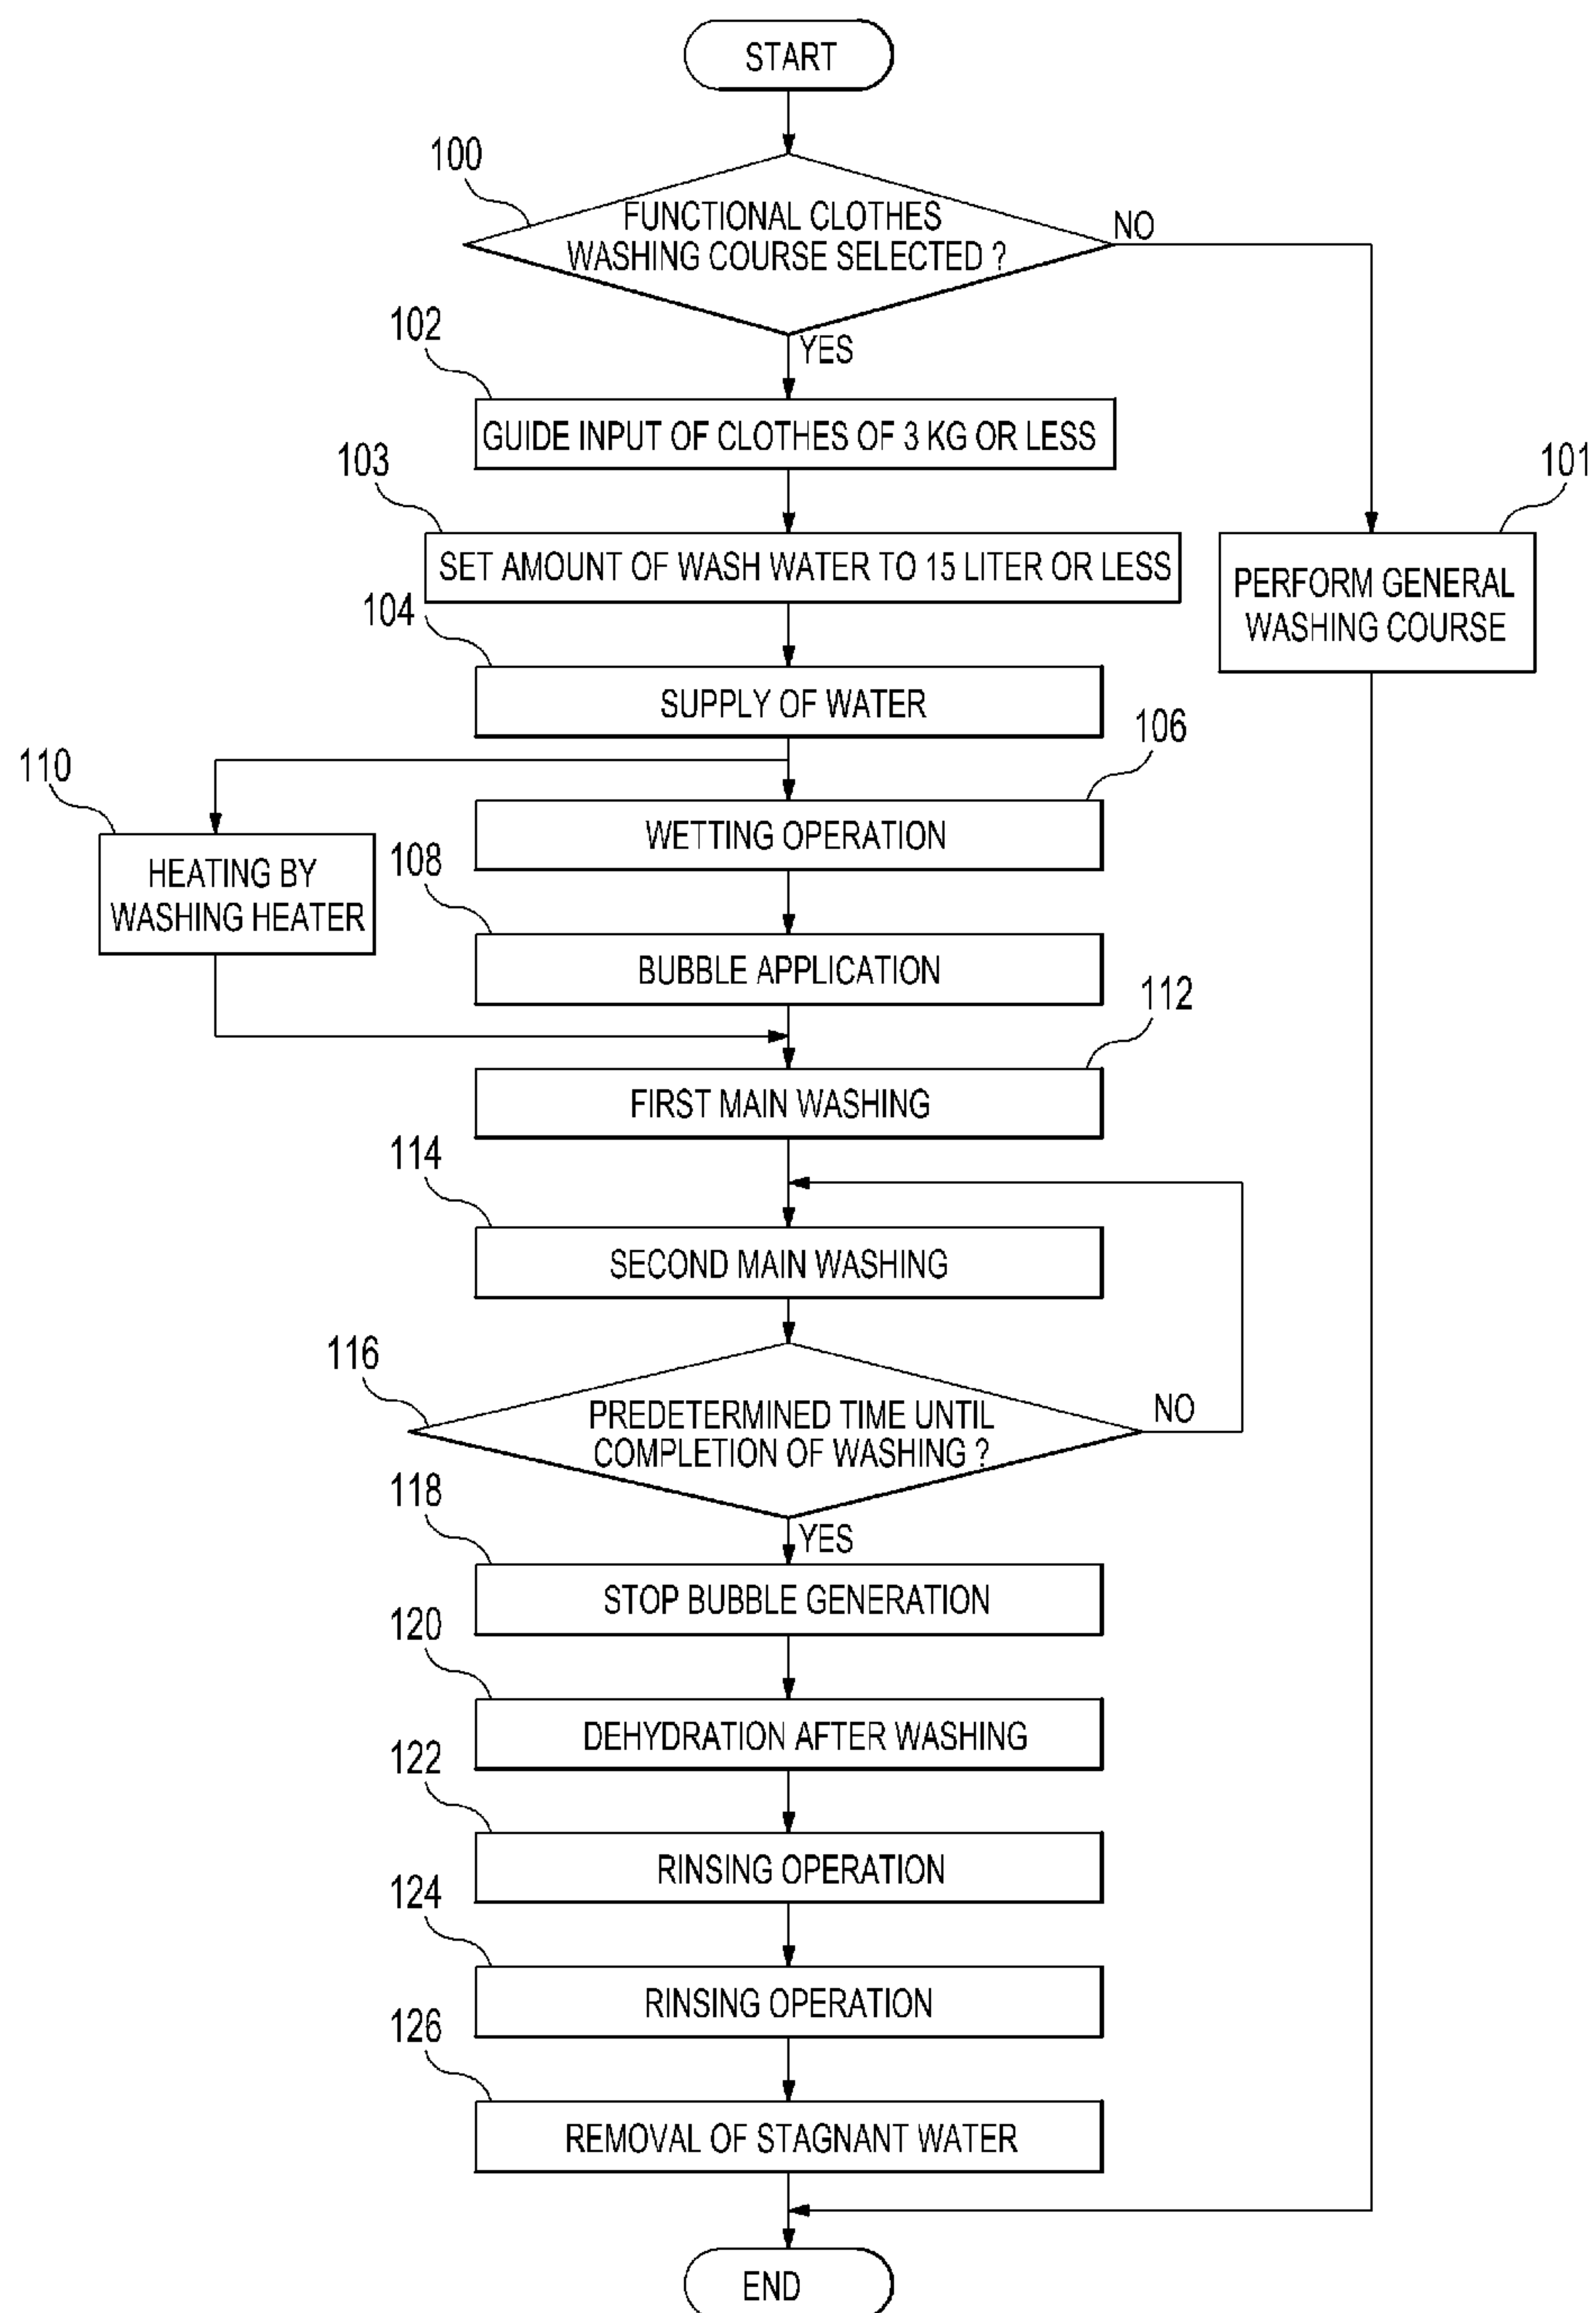 START
100
FUNCTIONAL CLOTHES
WASHING COURSE SELECTED ?
NO
YES
102
GUIDE INPUT OF CLOTHES OF 3 KG OR LESS
103
SET AMOUNT OF WASH WATER TO 15 LITER OR LESS
101
PERFORM GENERAL
WASHING COURSE
104
SUPPLY OF WATER
106
WETTING OPERATION
110
HEATING BY
WASHING HEATER
108
BUBBLE APPLICATION
112
FIRST MAIN WASHING
114
SECOND MAIN WASHING
116
PREDETERMINED TIME UNTIL
COMPLETION OF WASHING ?
NO
YES
118
STOP BUBBLE GENERATION
120
DEHYDRATION AFTER WASHING
122
RINSING OPERATION
124
RINSING OPERATION
126
REMOVAL OF STAGNANT WATER
END